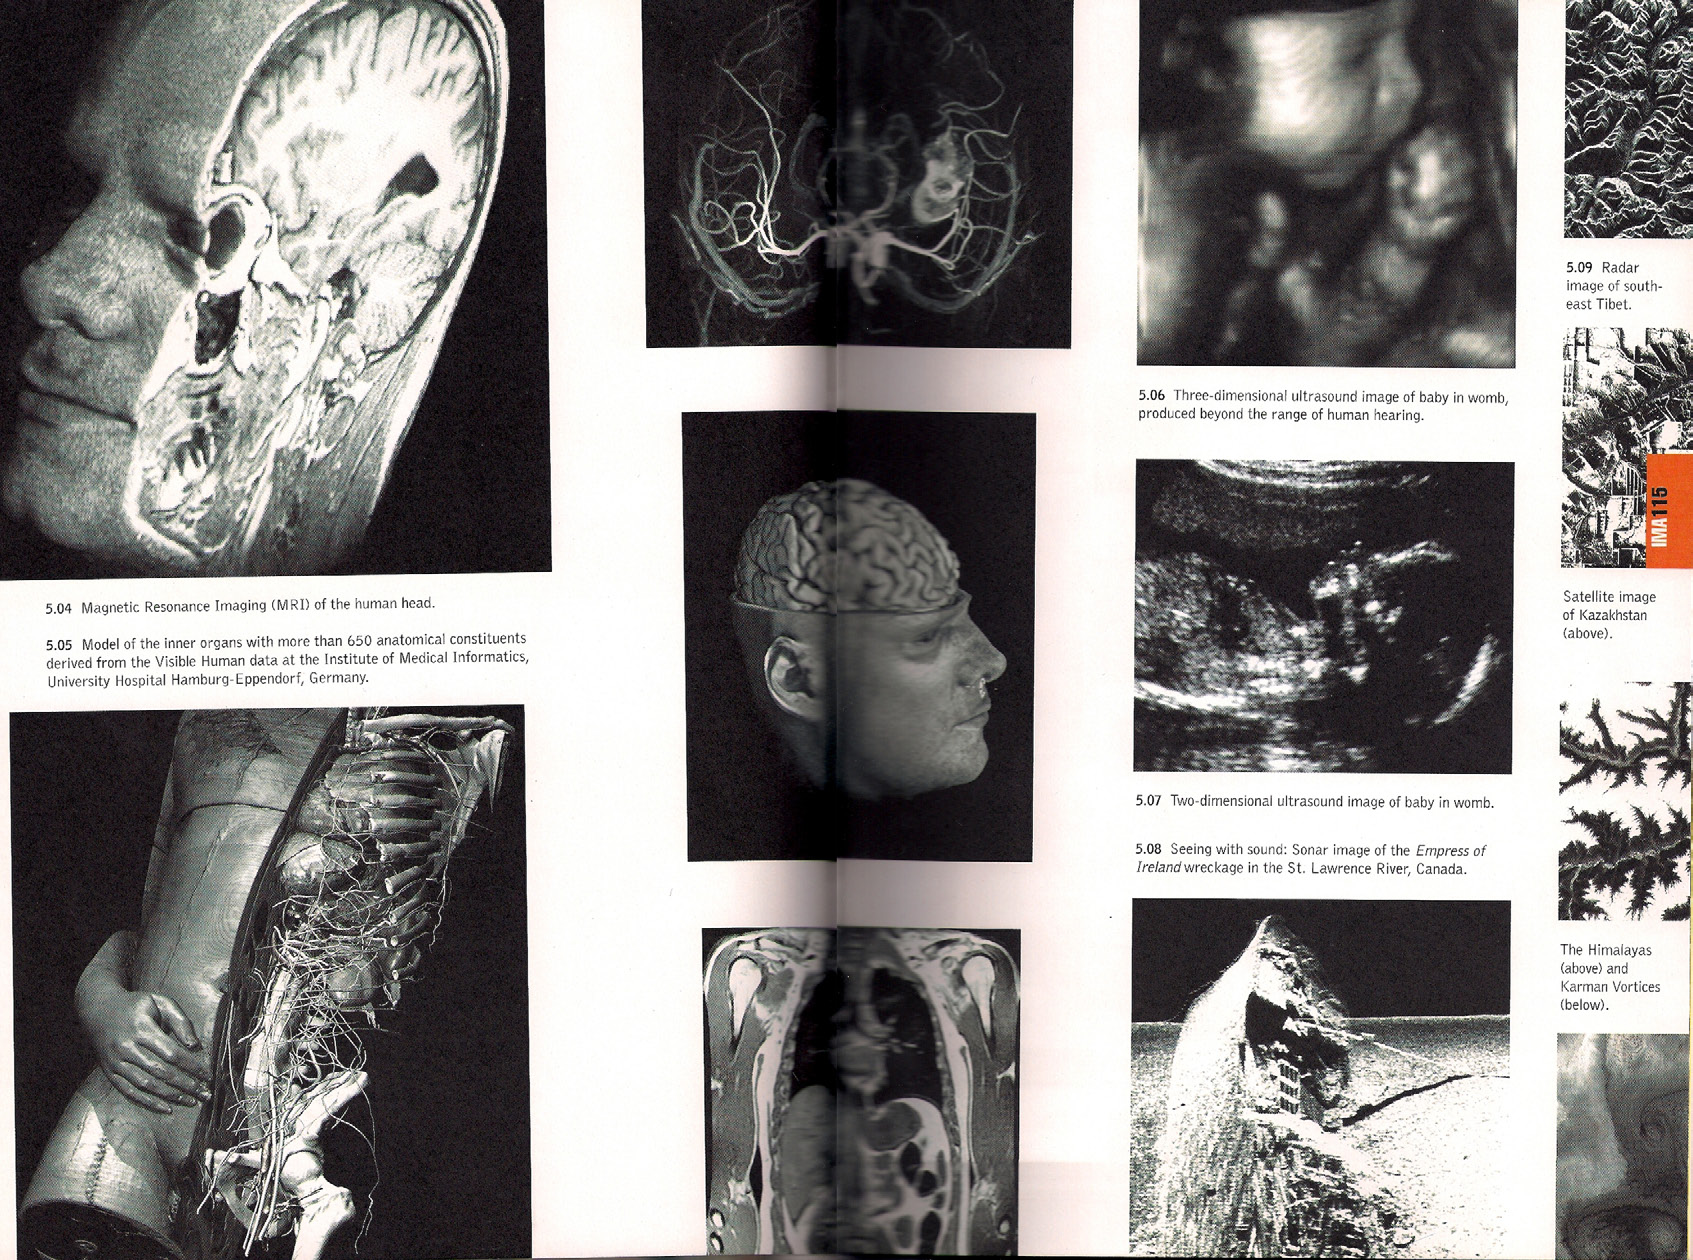 5.04 Magnetic Resonance Imaging (MRI) of the human head.
5.05 Model of the inner organs with more than 650 anatomical constituents
derived from the Visible Human data at the Institute of Medical Informatics,
University Hospital Hamburg-Eppendorf, Germany.
5.06 Three-dimensional ultrasound image of baby in womb,
produced beyond the range of human hearing.
5.07 Two-dimensional ultrasound image of baby in womb.
5.08 Seeing with sound: Sonar image of the Empress of
Ireland wreckage in the St. Lawrence River, Canada.
5.09 Radar
image of south-
east Tibet.
IMA115
Satellite image
of Kazakhstan
(above).
The Himalayas
(above) and
Karman Vortices
(below).